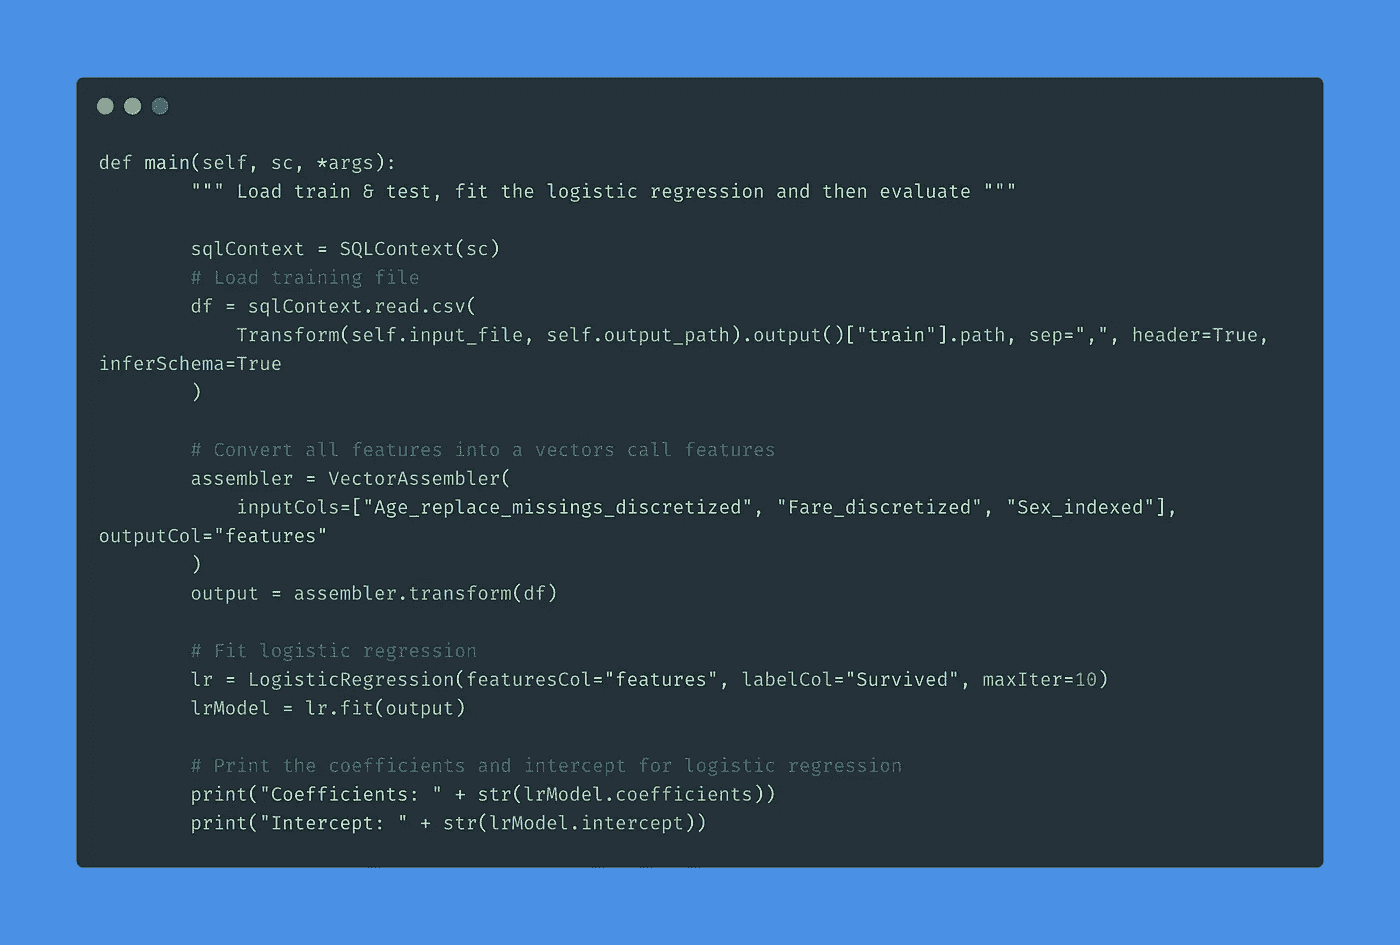 def main(self, sc, *args):
""" Load train & test, fit the logistic regression and then evaluate """
sqlContext = SQLContext(sc)
# Load training file
df = sqlContext.read.csv(
Transform(self.input_file, self.output_path).output()["train"].path, sep=",", header=True,
inferSchema=True
)
# Convert all features into a vectors call features
assembler = VectorAssembler(
inputCols=["Age_replace_missings_discretized", "Fare_discretized", "Sex_indexed"],
outputCol="features"
)
output = assembler.transform(df)
# Fit logistic regression
lr = LogisticRegression(featuresCol="features", labelCol="Survived", maxIter=10)
lrModel = lr.fit(output)
# Print the coefficients and intercept for logistic regression
print("Coefficients: " + str(lrModel.coefficients))
print("Intercept: " + str(lrModel.intercept))